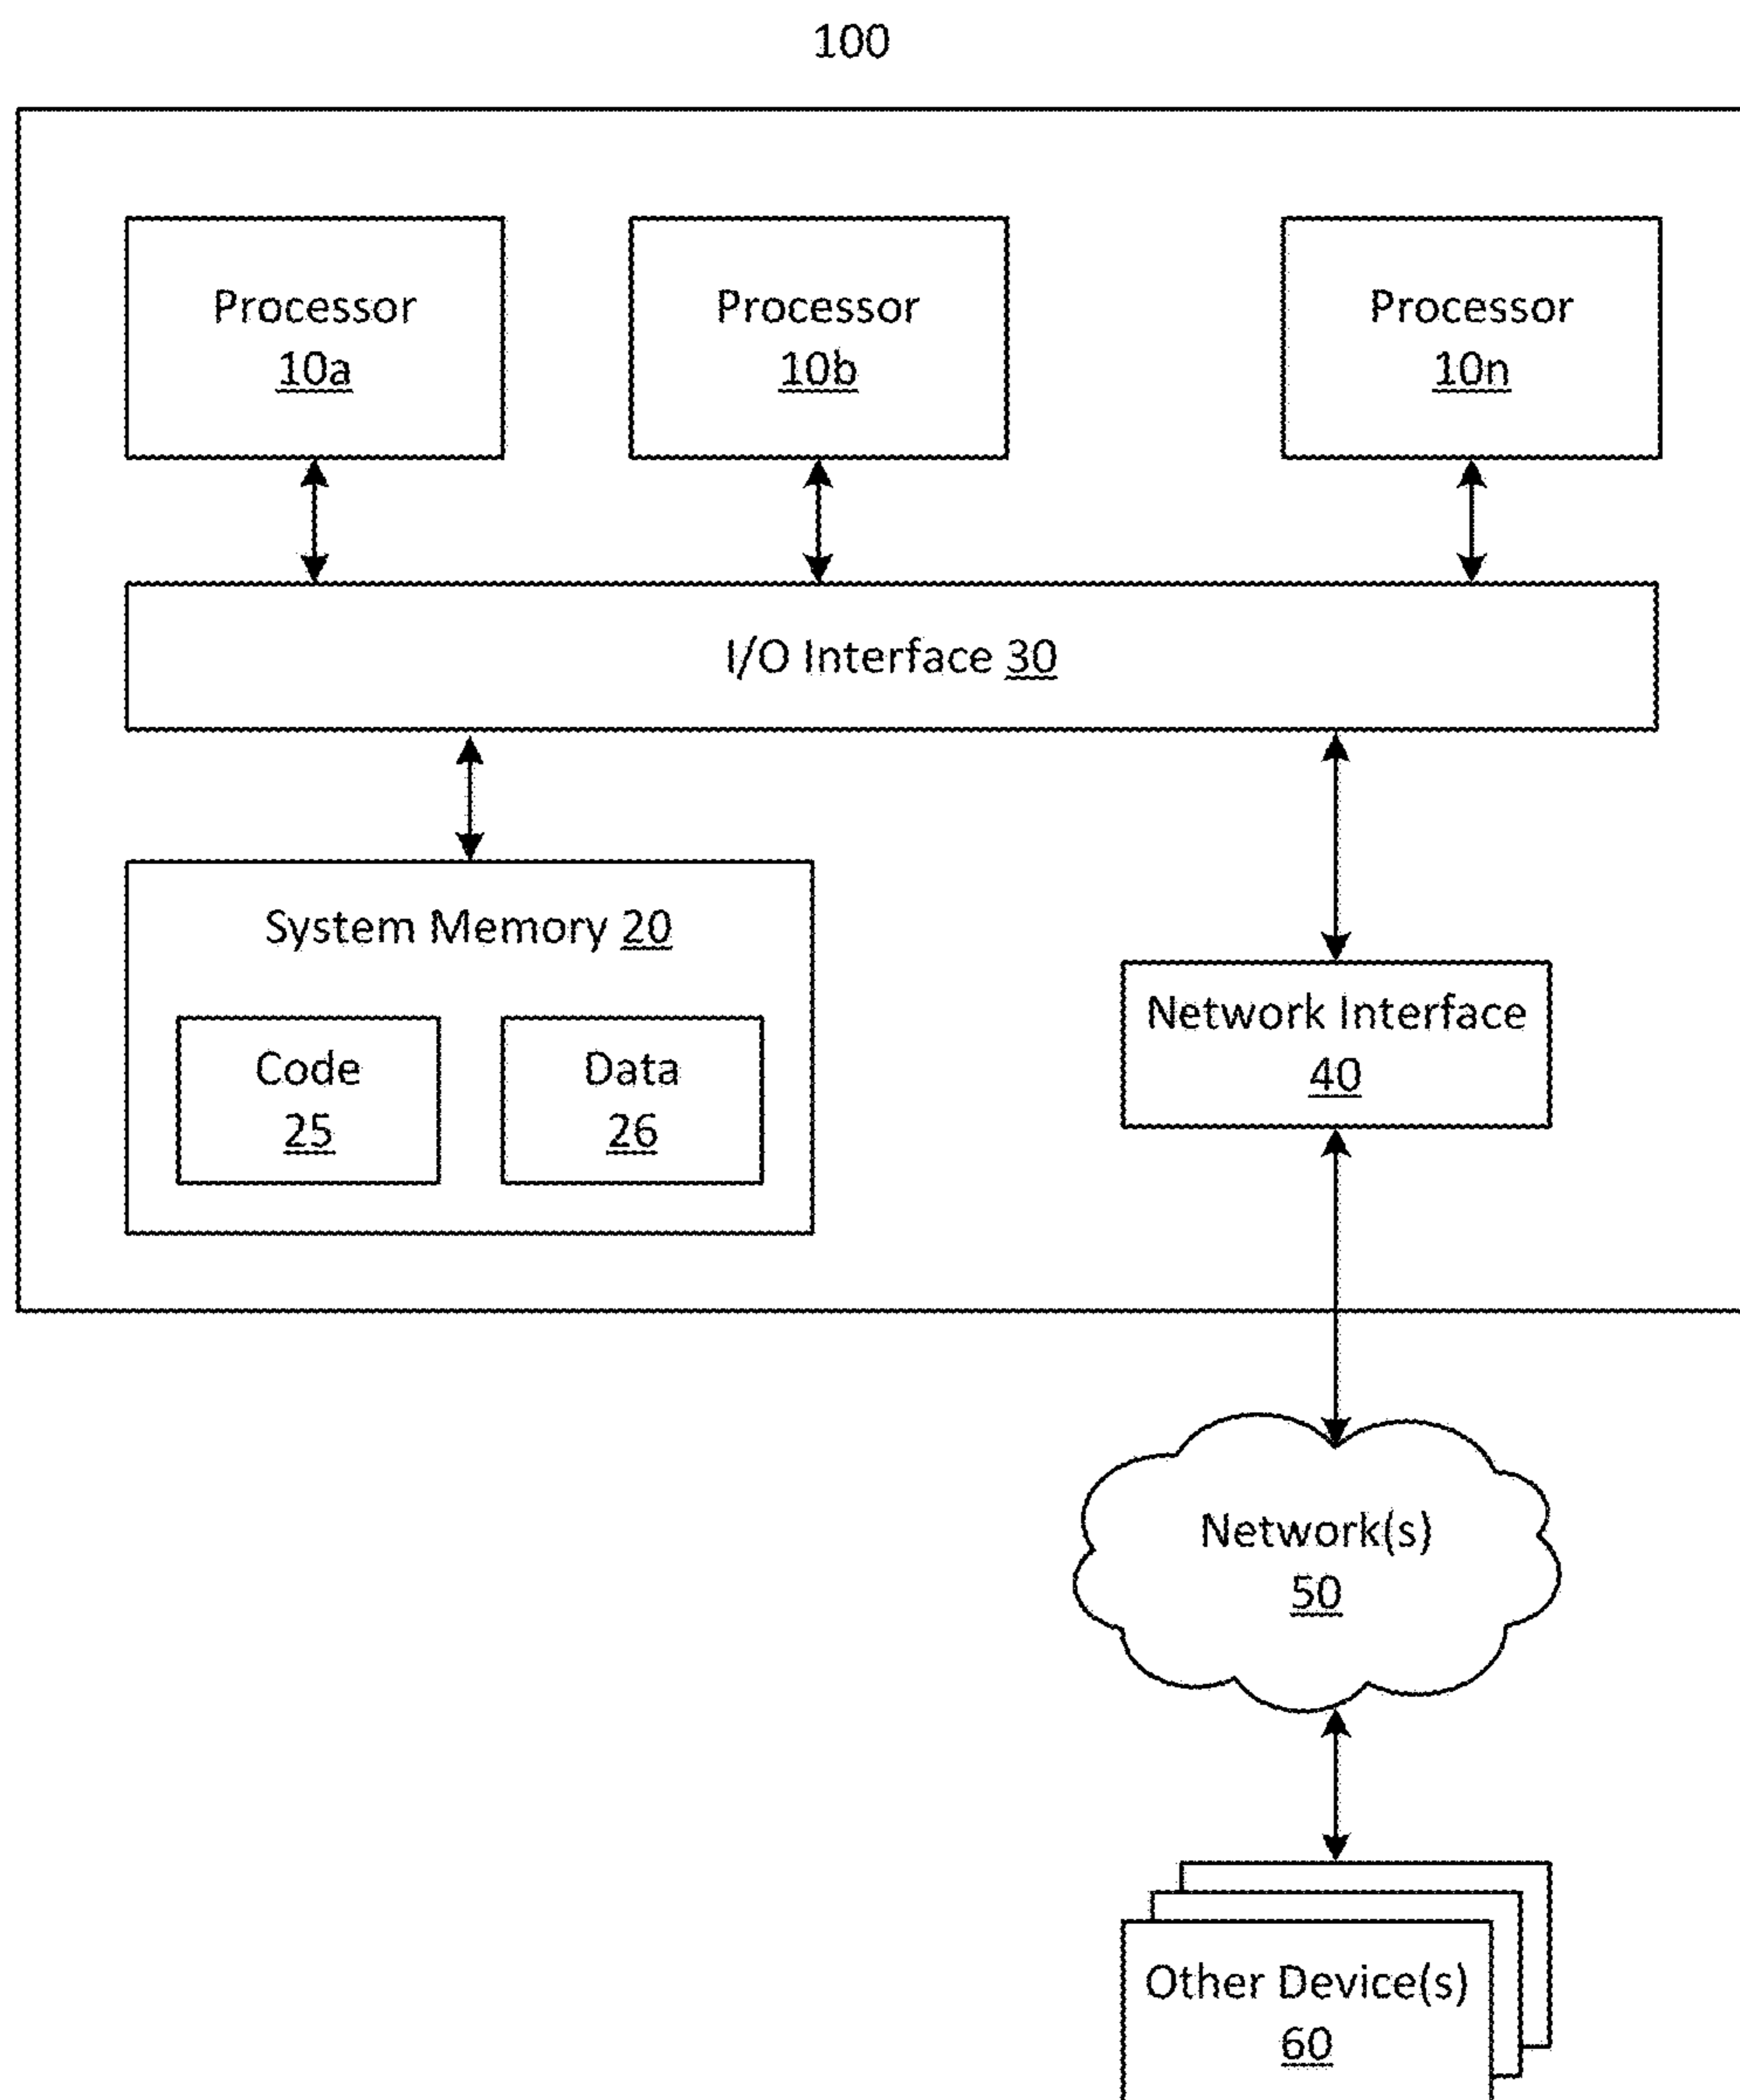 100
Processor
10a
Processor
10b
Processor
10n
I/O Interface 30
System Memory 20
Code
25
Data
26
Network Interface
40
Network(s)
50
Other Device(s)
60